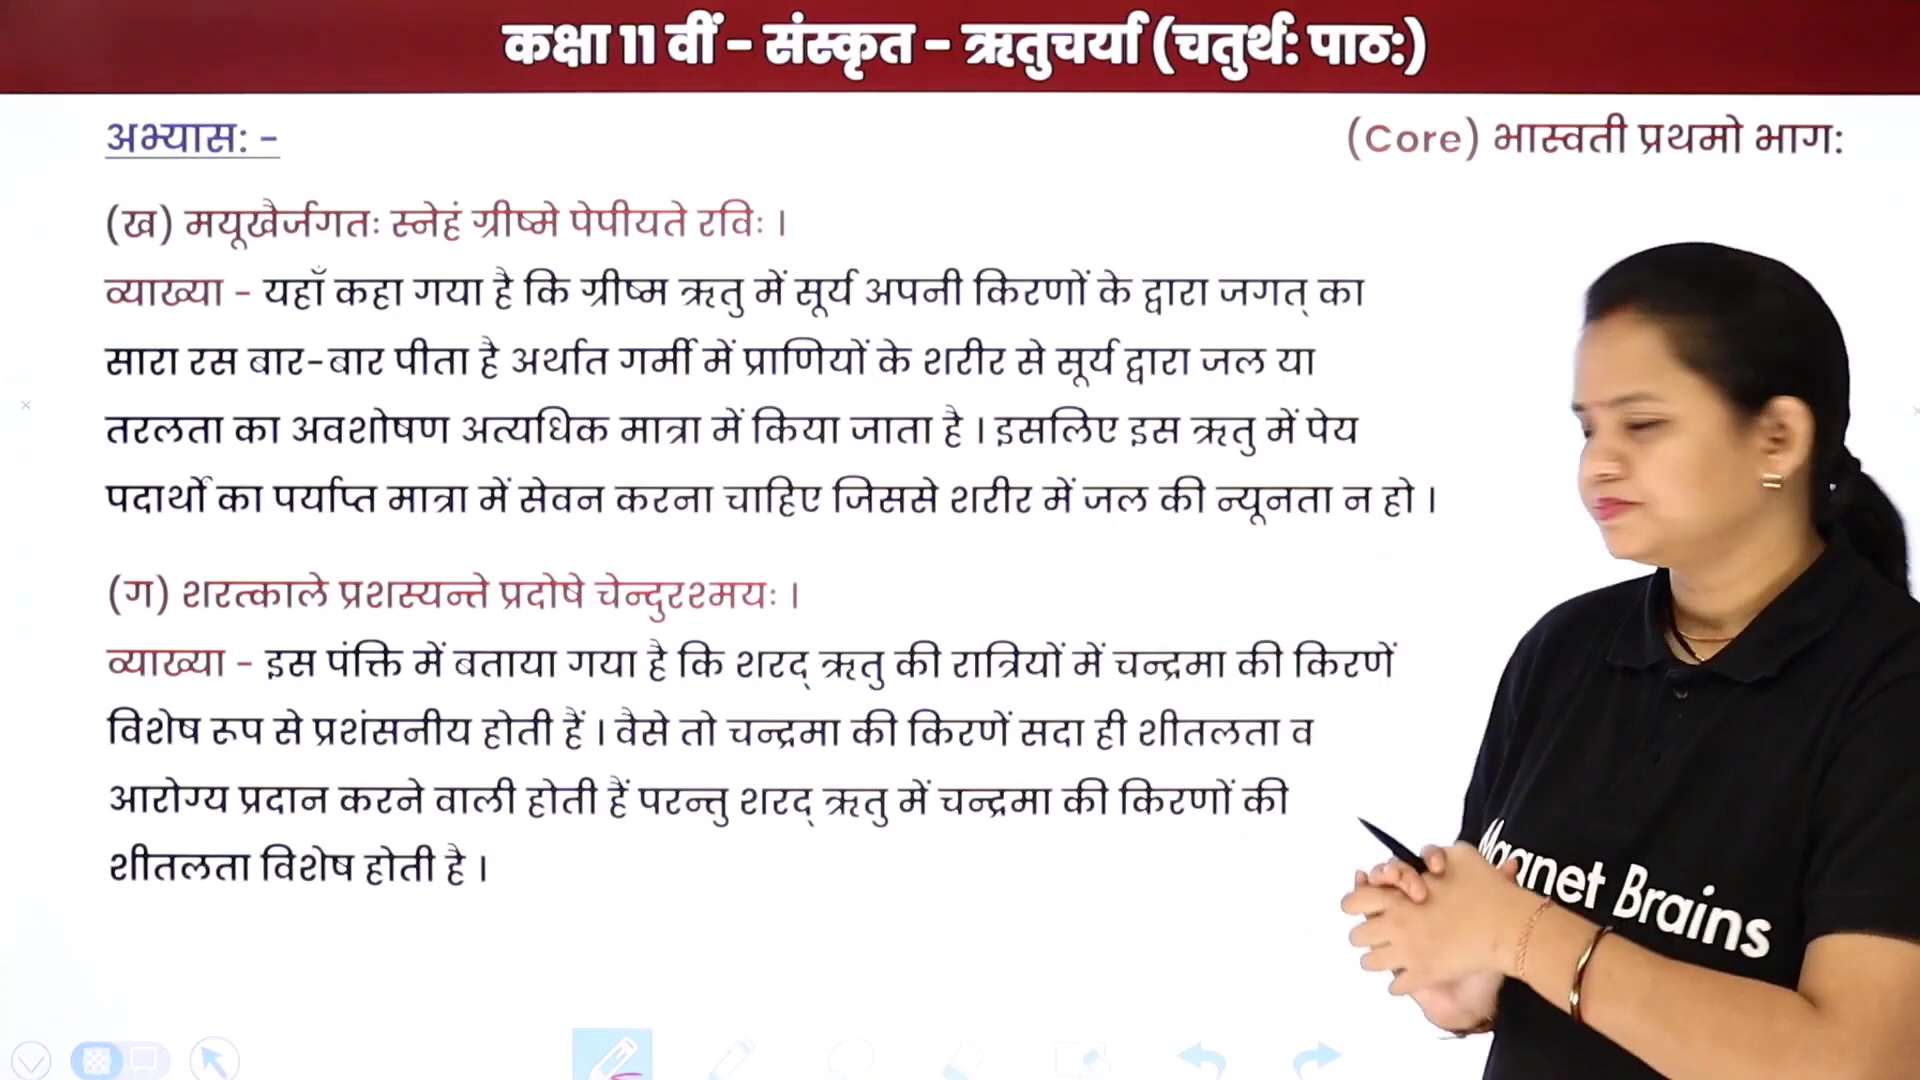 कक्षा 11 वीं - संस्कृत - ऋतुचर्या (चतुर्थ: पाठ:)
अभ्यास: -
(Core) भास्वती प्रथमो भाग:
(ख) मयूखैर्जगतः स्नेहं ग्रीष्मे पेपीयते रविः ।
व्याख्या - यहाँ कहा गया है कि ग्रीष्म ऋतु में सूर्य अपनी किरणों के द्वारा जगत् का
सारा रस बार-बार पीता है अर्थात गर्मी में प्राणियों के शरीर से सूर्य द्वारा जल या
तरलता का अवशोषण अत्यधिक मात्रा में किया जाता है । इसलिए इस ऋतु में पेय
पदार्थों का पर्याप्त मात्रा में सेवन करना चाहिए जिससे शरीर में जल की न्यूनता न हो ।
(ग) शरत्काले प्रशस्यन्ते प्रदोषे चेन्दुरश्मयः ।
व्याख्या - इस पंक्ति में बताया गया है कि शरद् ऋतु की रात्रियों में चन्द्रमा की किरणें
विशेष रूप से प्रशंसनीय होती हैं । वैसे तो चन्द्रमा की किरणें सदा ही शीतलता व
आरोग्य प्रदान करने वाली होती हैं परन्तु शरद् ऋतु में चन्द्रमा की किरणों की
शीतलता विशेष होती है ।
Magnet Brains